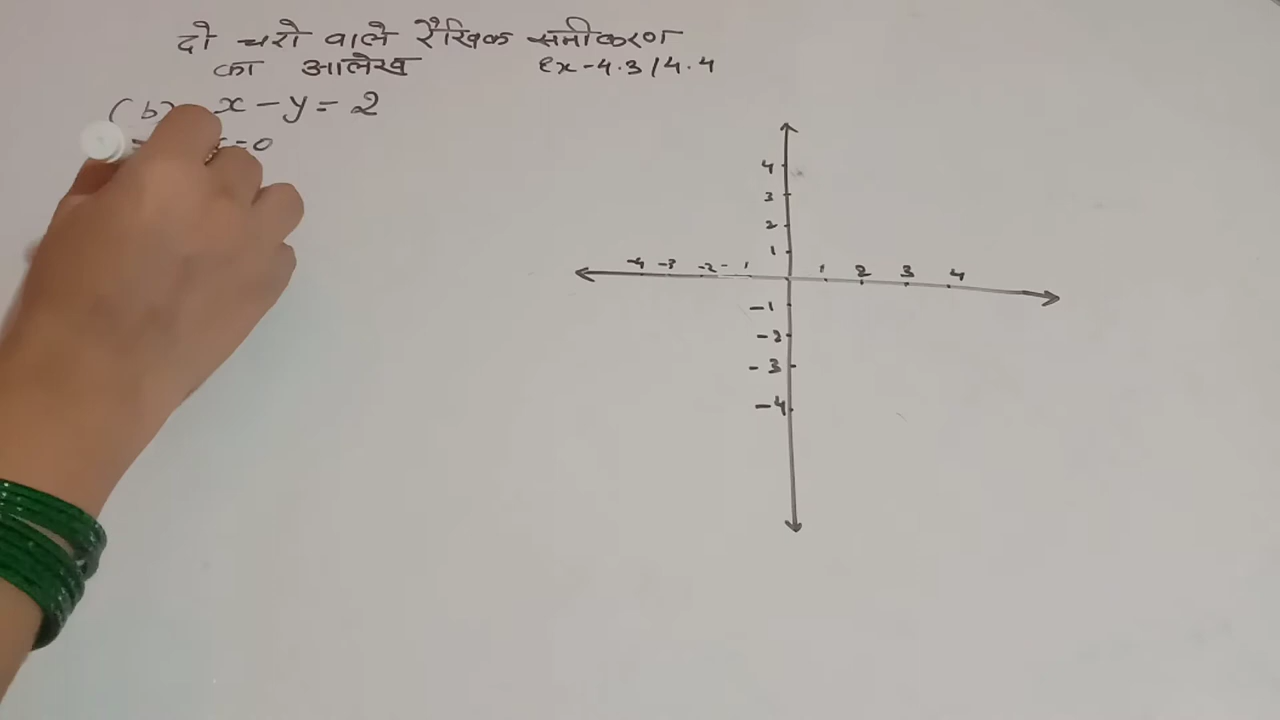 दो चरो वाले रैखिक समीकरण
का आलेख ex-4.3/4.4
(b) x-y=2
=0
4
3
2
1
-4 -3 -2 -1 1 2 3 4
-1
-2
-3
-4